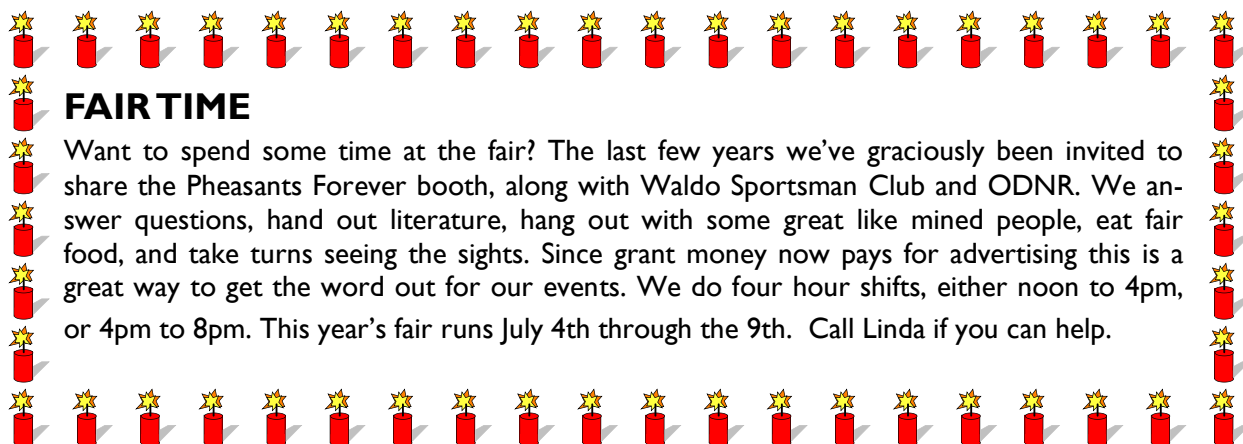 FAIR TIME
Want to spend some time at the fair? The last few years we’ve graciously been invited to
share the Pheasants Forever booth, along with Waldo Sportsman Club and ODNR. We an-
swer questions, hand out literature, hang out with some great like mined people, eat fair
food, and take turns seeing the sights. Since grant money now pays for advertising this is a
great way to get the word out for our events. We do four hour shifts, either noon to 4pm,
or 4pm to 8pm. This year’s fair runs July 4th through the 9th.  Call Linda if you can help.